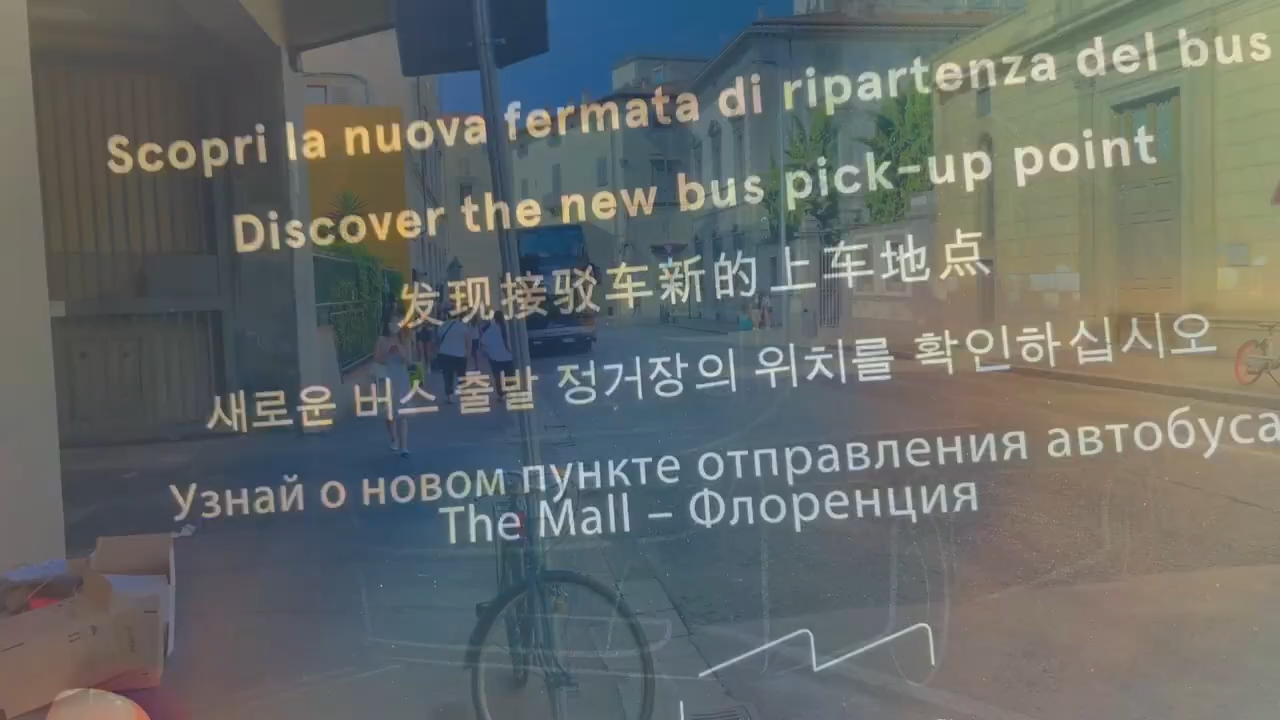 Scopri la nuova fermata di ripartenza del bus
Discover the new bus pick-up point
发现接驳车新的上车地点
새로운 버스 출발 정거장의 위치를 확인하십시오
Узнай о новом пункте отправления автобуса
The Mall – Флоренция